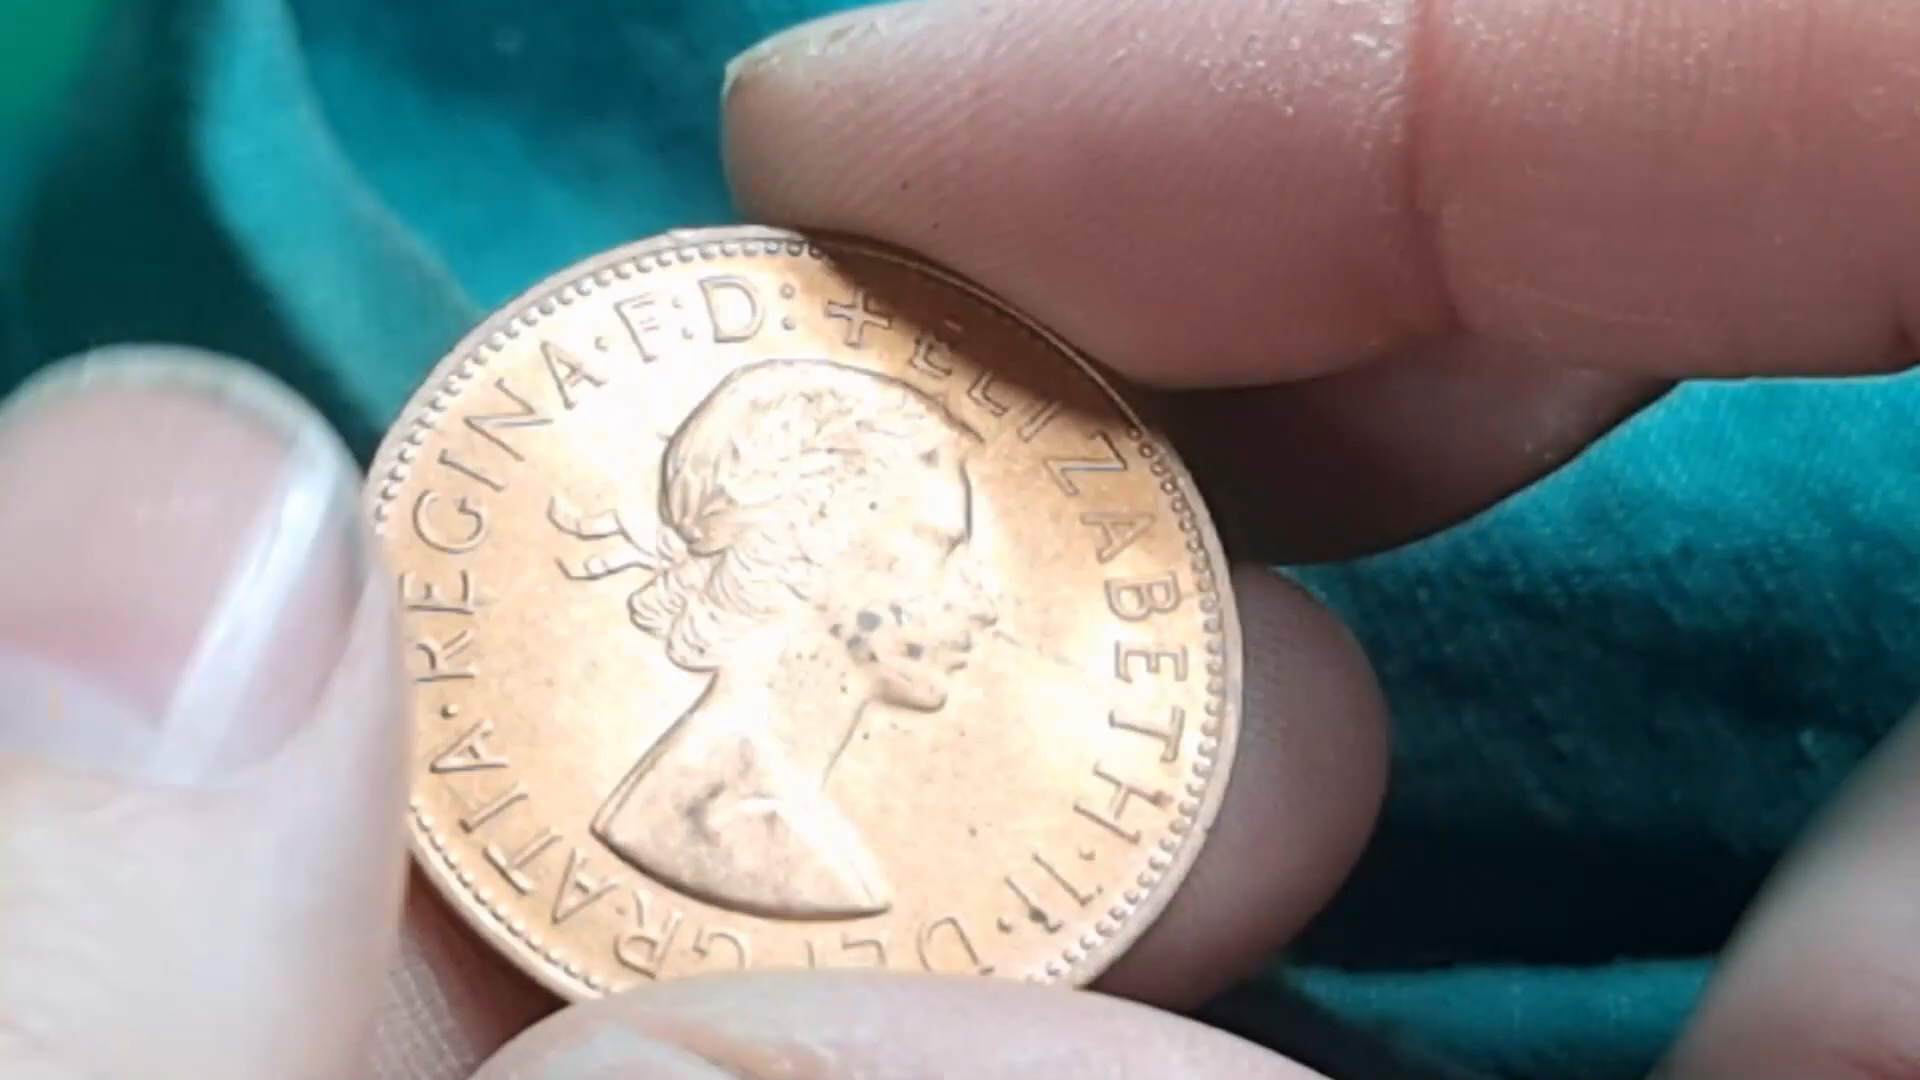 + ELIZABETH · II · DEI GRATIA · REGINA · F : D :